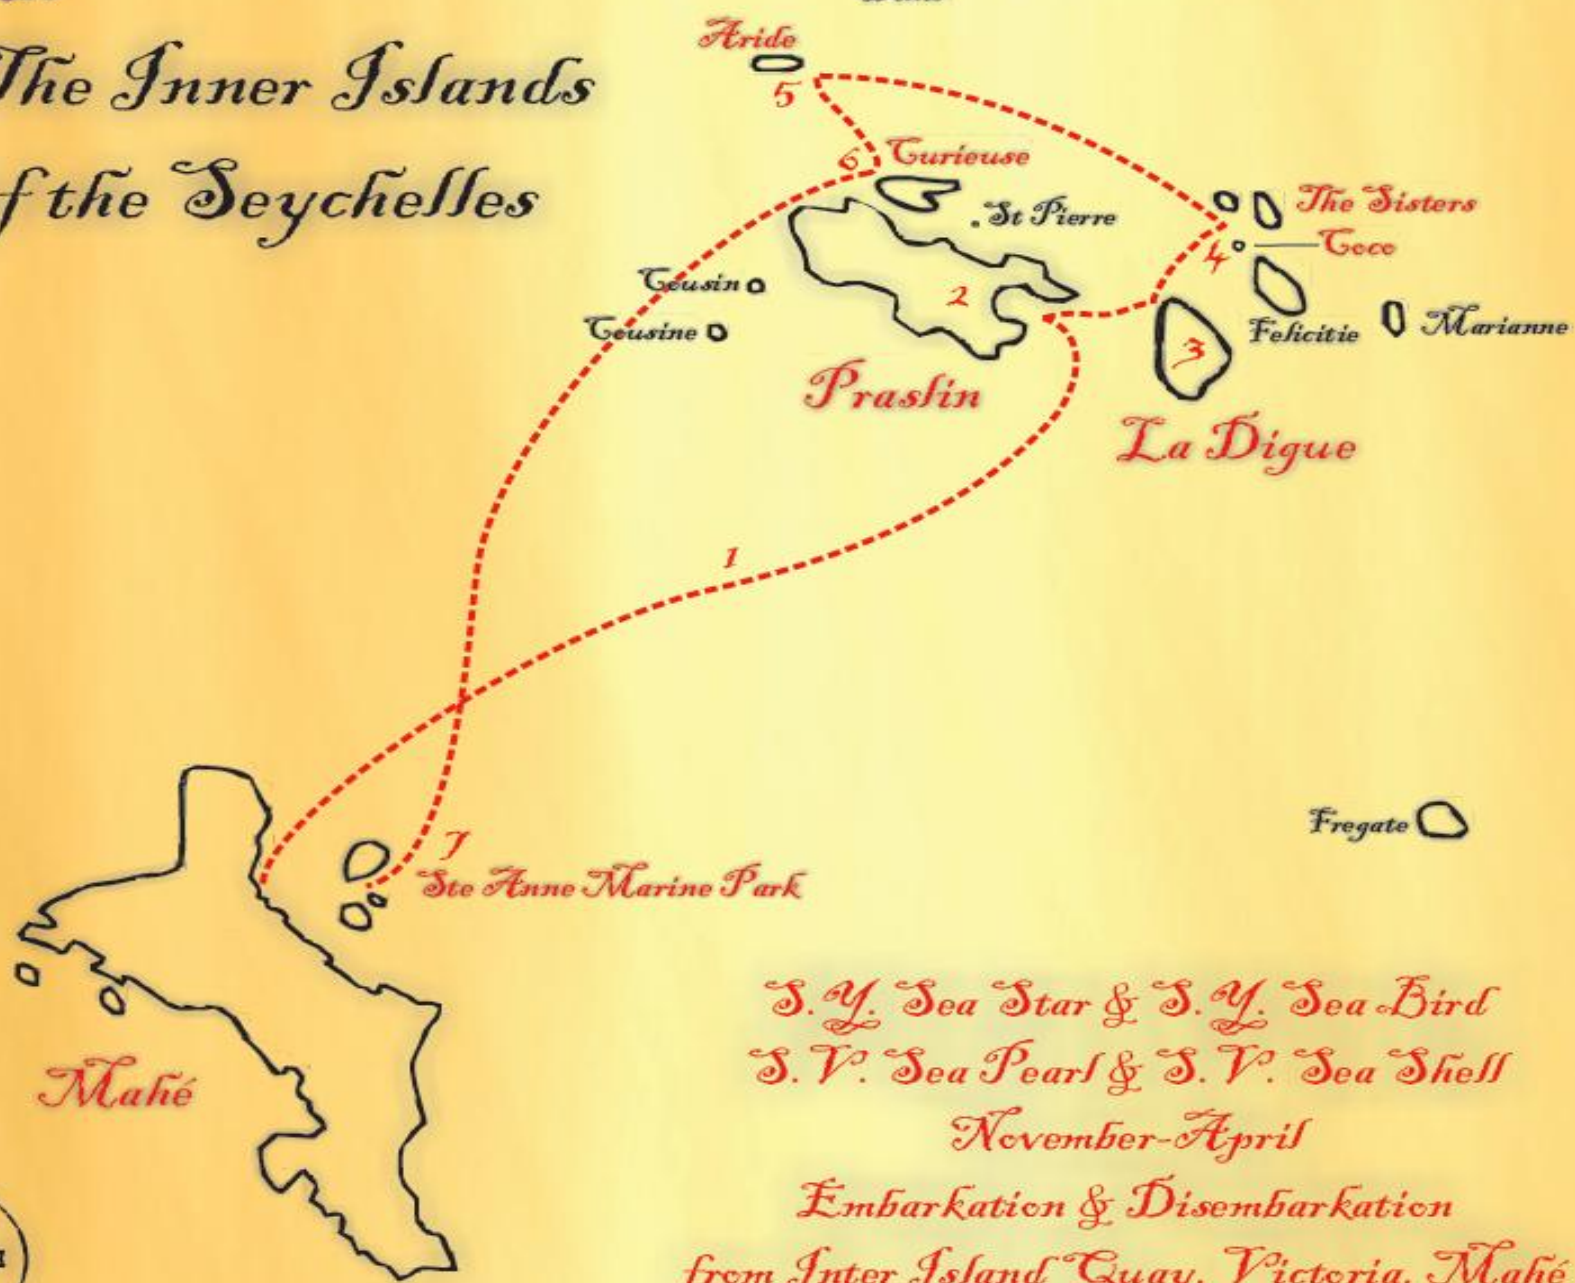 The Inner Islands
f the Seychelles
Aride
5
6 Curieuse
St Pierre
The Sisters
4 Coco
Cousin
2
Cousine
3
Felicitie
Marianne
Praslin
La Digue
1
Fregate
7
Ste Anne Marine Park
Mahé
S.Y. Sea Star & S.Y. Sea Bird
S.V. Sea Pearl & S.V. Sea Shell
November-April
Embarkation & Disembarkation
from Inter Island Quay, Victoria, Mahé